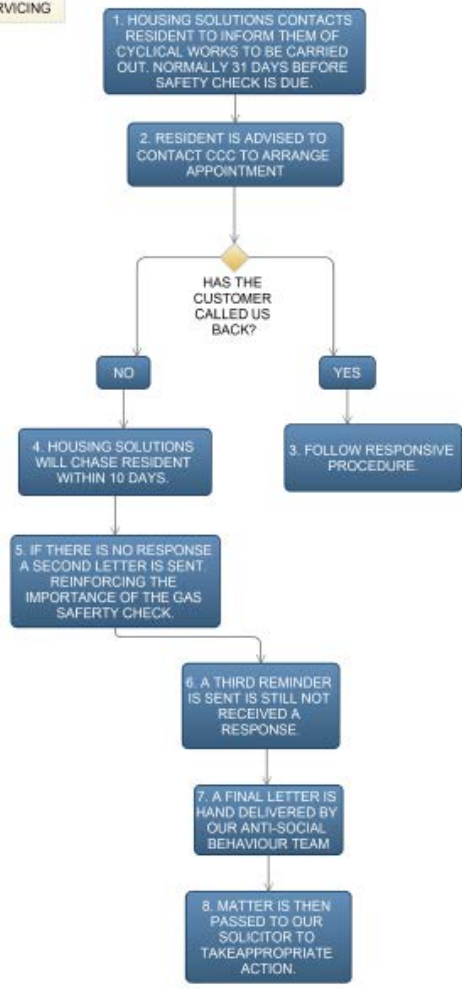 1. HOUSING SOLUTIONS CONTACTS
RESIDENT TO INFORM THEM OF
CYCLICAL WORKS TO BE CARRIED
OUT. NORMALLY 31 DAYS BEFORE
SAFETY CHECK IS DUE.
2. RESIDENT IS ADVISED TO
CONTACT CCC TO ARRANGE
APPOINTMENT
HAS THE
CUSTOMER
CALLED US
BACK?
NO
YES
4. HOUSING SOLUTIONS
WILL CHASE RESIDENT
WITHIN 10 DAYS.
3. FOLLOW RESPONSIVE
PROCEDURE.
5. IF THERE IS NO RESPONSE
A SECOND LETTER IS SENT
REINFORCING THE
IMPORTANCE OF THE GAS
SAFERTY CHECK.
6. A THIRD REMINDER
IS SENT IS STILL NOT
RECEIVED A
RESPONSE.
7. A FINAL LETTER IS
HAND DELIVERED BY
OUR ANTI-SOCIAL
BEHAVIOUR TEAM
8. MATTER IS THEN
PASSED TO OUR
SOLICITOR TO
TAKEAPPROPRIATE
ACTION.